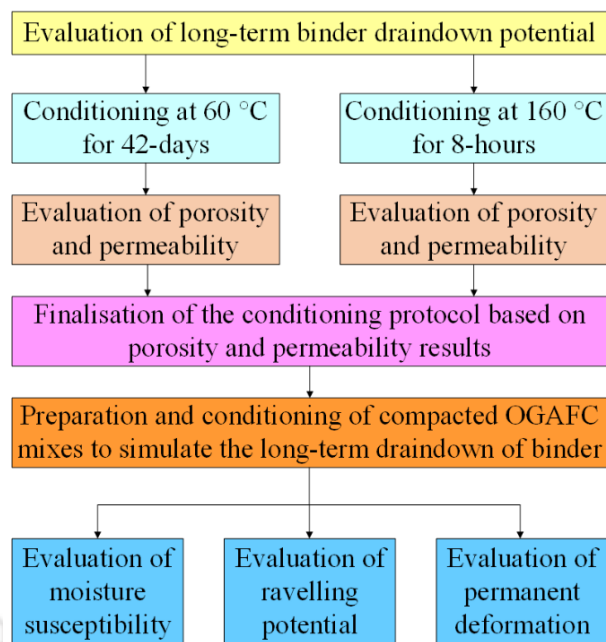 Evaluation of long-term binder draindown potential
Conditioning at 60 °C
for 42-days
Conditioning at 160 °C
for 8-hours
Evaluation of porosity
and permeability
Evaluation of porosity
and permeability
Finalisation of the conditioning protocol based on
porosity and permeability results
Preparation and conditioning of compacted OGAFC
mixes to simulate the long-term draindown of binder
Evaluation of
moisture
susceptibility
Evaluation of
ravelling
potential
Evaluation of
permanent
deformation